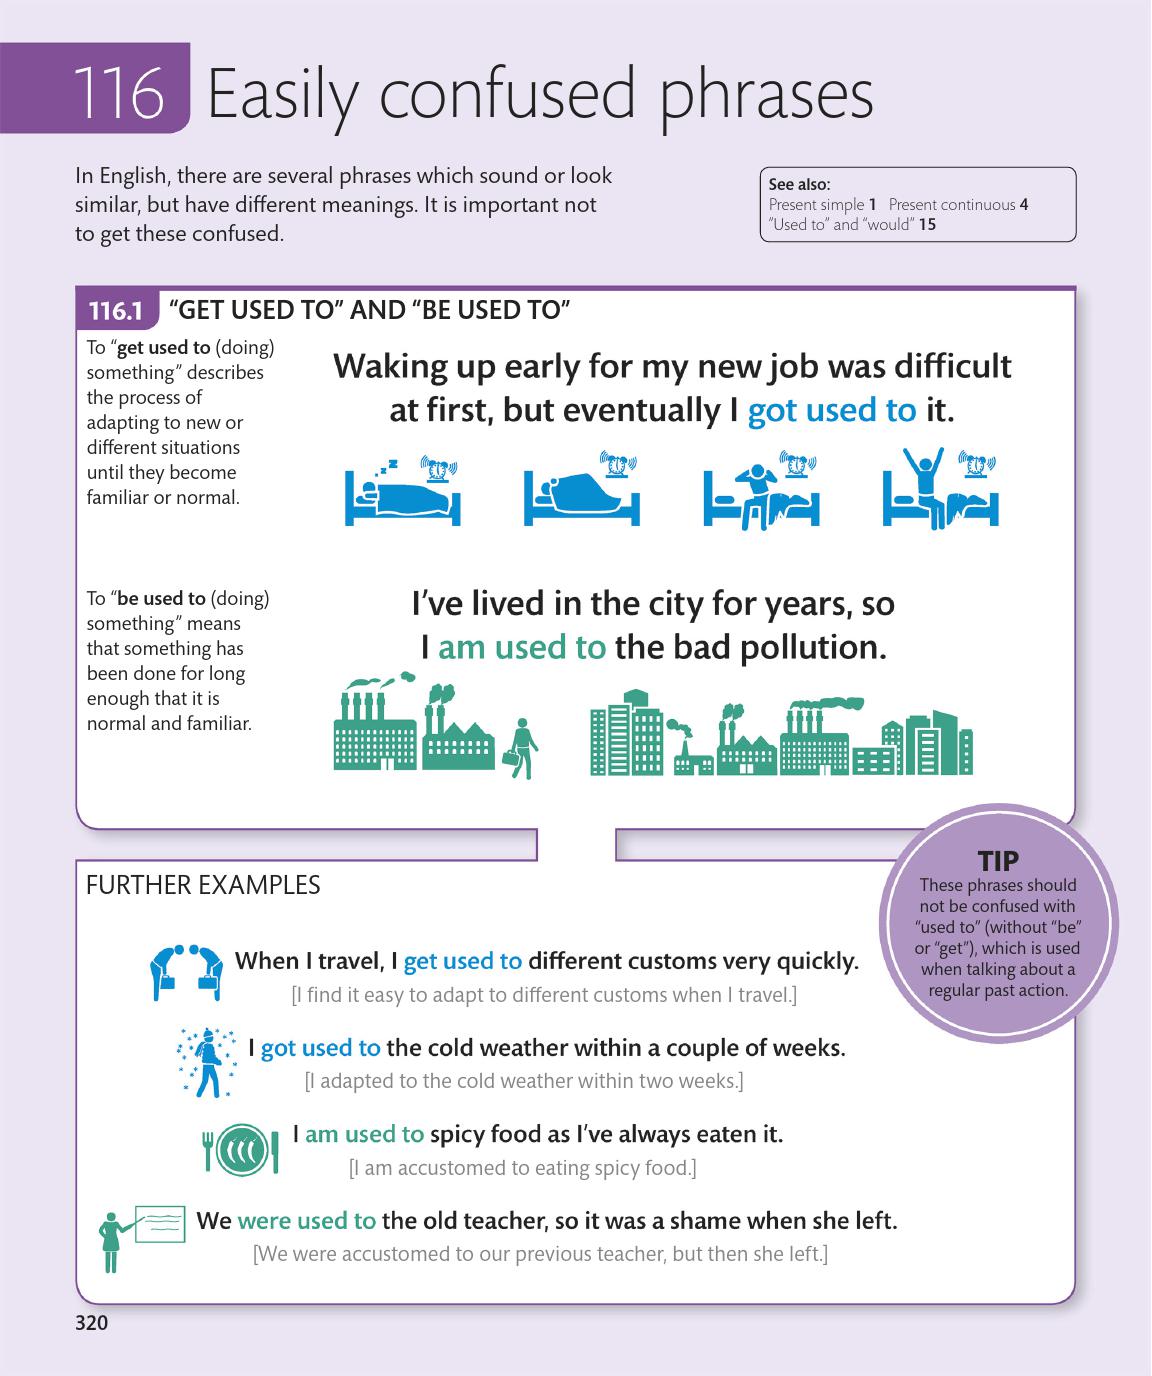 116 Easily confused phrases
In English, there are several phrases which sound or look
similar, but have different meanings. It is important not
to get these confused.
See also:
Present simple 1 Present continuous 4
"Used to" and "would" 15
116.1 "GET USED TO" AND "BE USED TO"
To "get used to (doing)
something" describes
the process of
adapting to new or
different situations
until they become
familiar or normal.
Waking up early for my new job was difficult
at first, but eventually I got used to it.
z z z
To "be used to (doing)
something" means
that something has
been done for long
enough that it is
normal and familiar.
I've lived in the city for years, so
I am used to the bad pollution.
TIP
These phrases should
not be confused with
"used to" (without "be"
or "get"), which is used
when talking about a
regular past action.
FURTHER EXAMPLES
When I travel, I get used to different customs very quickly.
[I find it easy to adapt to different customs when I travel.]
I got used to the cold weather within a couple of weeks.
[I adapted to the cold weather within two weeks.]
I am used to spicy food as I've always eaten it.
[I am accustomed to eating spicy food.]
We were used to the old teacher, so it was a shame when she left.
[We were accustomed to our previous teacher, but then she left.]
320